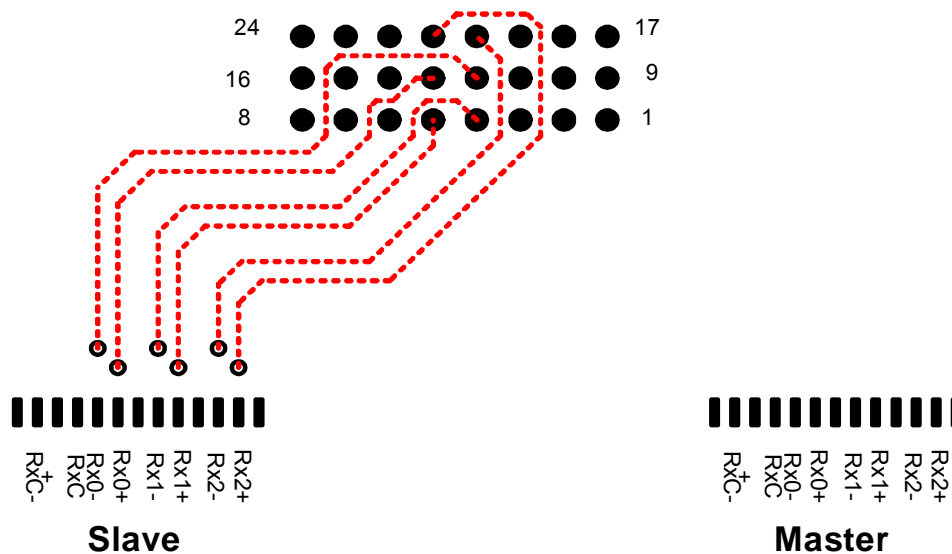 24 17
16 9
8 1
RxC-
+
RxC
Rx0-
Rx0+
Rx1-
Rx1+
Rx2-
Rx2+
RxC-
+
RxC
Rx0-
Rx0+
Rx1-
Rx1+
Rx2-
Rx2+
Slave Master